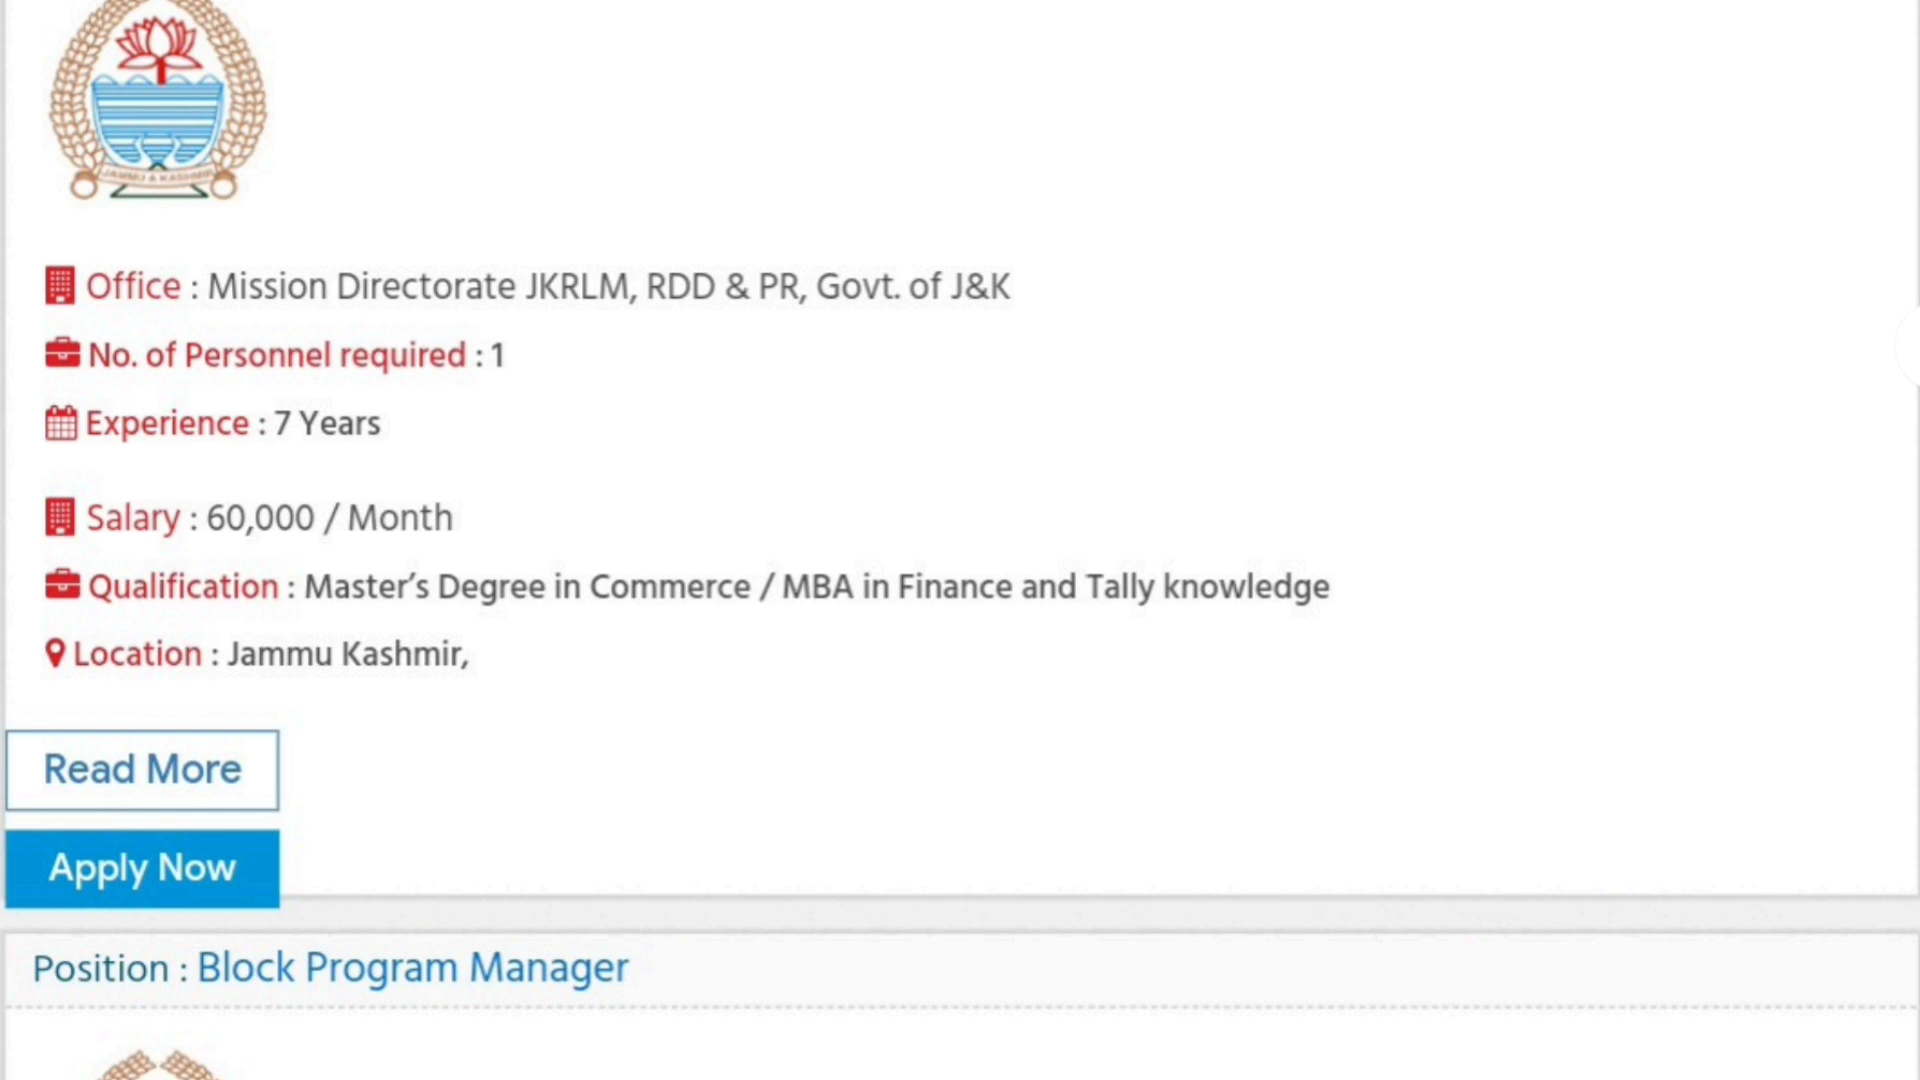 JAMMU & KASHMIR
Office : Mission Directorate JKRLM, RDD & PR, Govt. of J&K
No. of Personnel required : 1
Experience : 7 Years
Salary : 60,000 / Month
Qualification : Master’s Degree in Commerce / MBA in Finance and Tally knowledge
Location : Jammu Kashmir,
Read More
Apply Now
Position : Block Program Manager